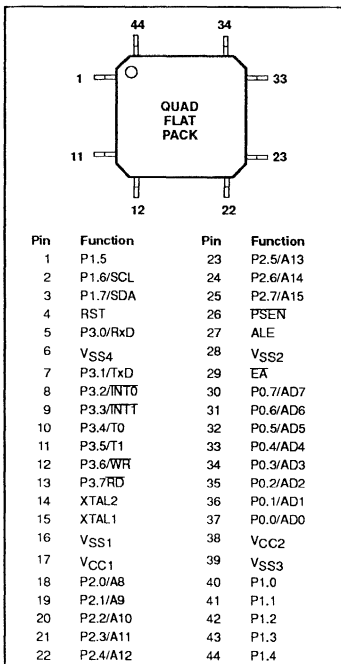 44 34
1 33
QUAD
FLAT
PACK
11 23
12 22
Pin Function Pin Function
1 P1.5 23 P2.5/A13
2 P1.6/SCL 24 P2.6/A14
3 P1.7/SDA 25 P2.7/A15
4 RST 26 PSEN
5 P3.0/RxD 27 ALE
6 VSS4 28 VSS2
7 P3.1/TxD 29 EA
8 P3.2/INT0 30 P0.7/AD7
9 P3.3/INT1 31 P0.6/AD6
10 P3.4/T0 32 P0.5/AD5
11 P3.5/T1 33 P0.4/AD4
12 P3.6/WR 34 P0.3/AD3
13 P3.7RD 35 P0.2/AD2
14 XTAL2 36 P0.1/AD1
15 XTAL1 37 P0.0/AD0
16 VSS1 38 VCC2
17 VCC1 39 VSS3
18 P2.0/A8 40 P1.0
19 P2.1/A9 41 P1.1
20 P2.2/A10 42 P1.2
21 P2.3/A11 43 P1.3
22 P2.4/A12 44 P1.4